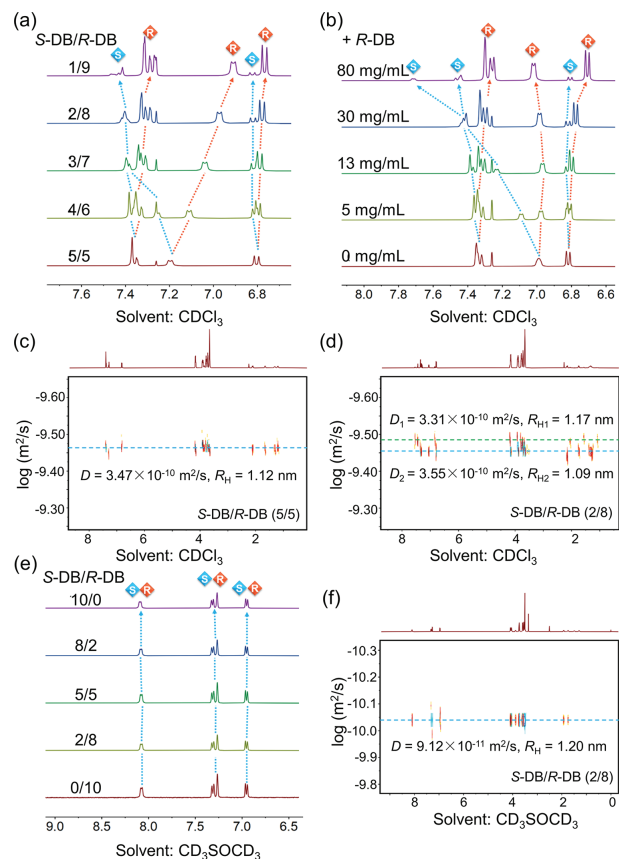 (a)
S-DB/R-DB
S
R
S
R
1/9
2/8
3/7
4/6
5/5
7.6
7.4
7.2
7.0
6.8
Solvent: CDCl3
(b)
+ R-DB
S
S
R
R
S
R
80 mg/mL
30 mg/mL
13 mg/mL
5 mg/mL
0 mg/mL
8.0
7.8
7.6
7.4
7.2
7.0
6.8
6.6
Solvent: CDCl3
(c)
log (m²/s)
-9.60
-9.50
-9.40
-9.30
D = 3.47×10⁻¹⁰ m²/s, RH = 1.12 nm
S-DB/R-DB (5/5)
8
6
4
2
Solvent: CDCl3
(d)
log (m²/s)
-9.60
-9.50
-9.40
-9.30
D1 = 3.31×10⁻¹⁰ m²/s, RH1 = 1.17 nm
D2 = 3.55×10⁻¹⁰ m²/s, RH2 = 1.09 nm
S-DB/R-DB (2/8)
8
6
4
2
Solvent: CDCl3
(e)
S-DB/R-DB
S R
S R
S R
10/0
8/2
5/5
2/8
0/10
9.0
8.5
8.0
7.5
7.0
6.5
Solvent: CD3SOCD3
(f)
log (m²/s)
-10.3
-10.2
-10.1
-10.0
-9.9
-9.8
D = 9.12×10⁻¹¹ m²/s, RH = 1.20 nm
S-DB/R-DB (2/8)
8
6
4
2
0
Solvent: CD3SOCD3